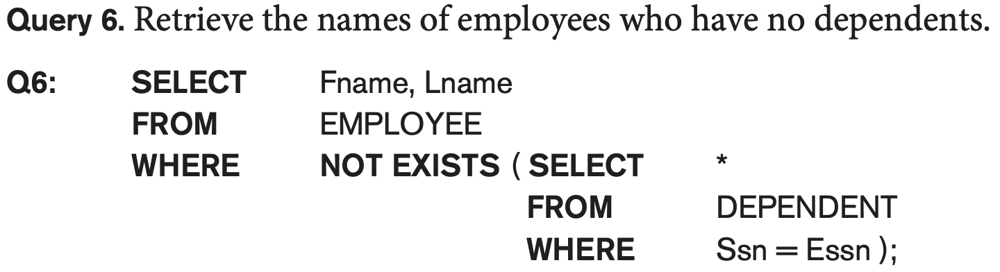 Query 6. Retrieve the names of employees who have no dependents.
Q6: SELECT Fname, Lname
FROM EMPLOYEE
WHERE NOT EXISTS ( SELECT *
FROM DEPENDENT
WHERE Ssn = Essn );